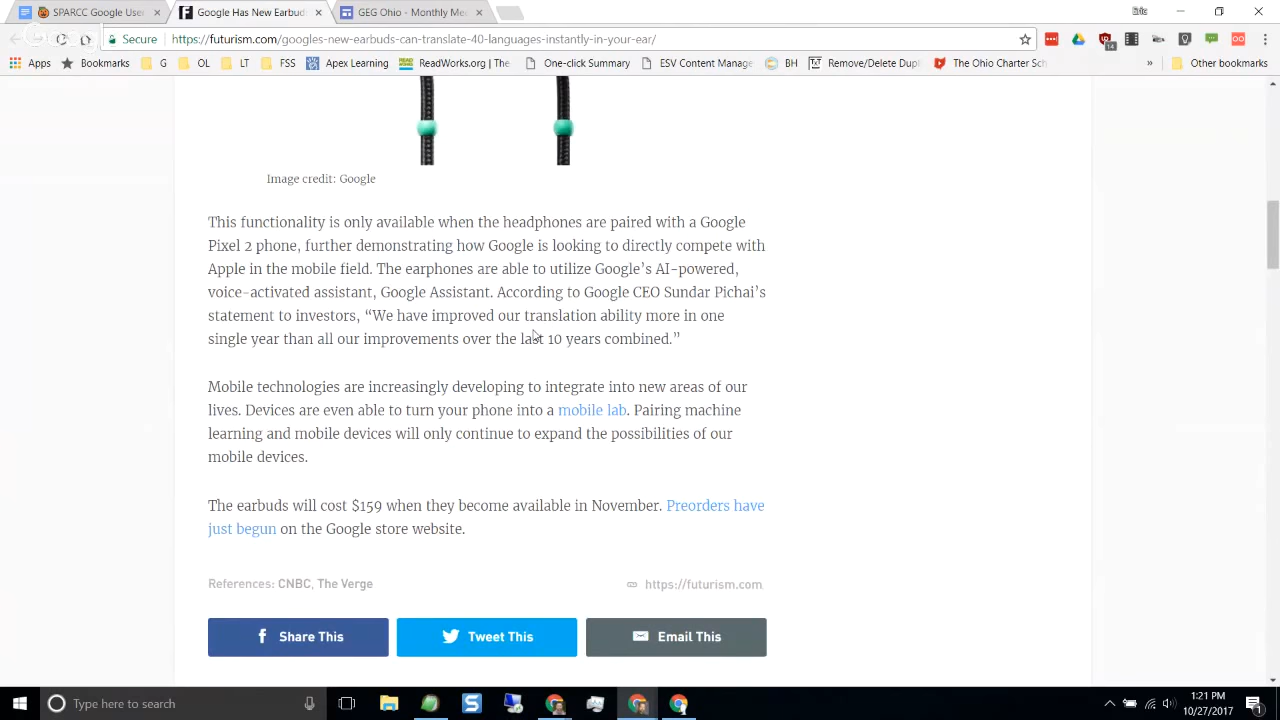 SPARCC Google User
Google Has New Earbud
GEG Ohio - Monthly Mee
Secure
https://futurism.com/googles-new-earbuds-can-translate-40-languages-instantly-in-your-ear/
14
Apps
Bookmarks
G
OL
LT
FSS
Apex Learning
ReadWorks.org | The
One-click Summary
ESV Content Manage
BH
Remove/Delete Dup
The Ohio Charter Sch
»
Other bookmarks
Image credit: Google
This functionality is only available when the headphones are paired with a Google
Pixel 2 phone, further demonstrating how Google is looking to directly compete with
Apple in the mobile field. The earphones are able to utilize Google’s AI-powered,
voice-activated assistant, Google Assistant. According to Google CEO Sundar Pichai’s
statement to investors, “We have improved our translation ability more in one
single year than all our improvements over the last 10 years combined.”
Mobile technologies are increasingly developing to integrate into new areas of our
lives. Devices are even able to turn your phone into a mobile lab. Pairing machine
learning and mobile devices will only continue to expand the possibilities of our
mobile devices.
The earbuds will cost $159 when they become available in November. Preorders have
just begun on the Google store website.
References: CNBC, The Verge
https://futurism.com
Share This
Tweet This
Email This
Type here to search
1:21 PM
10/27/2017